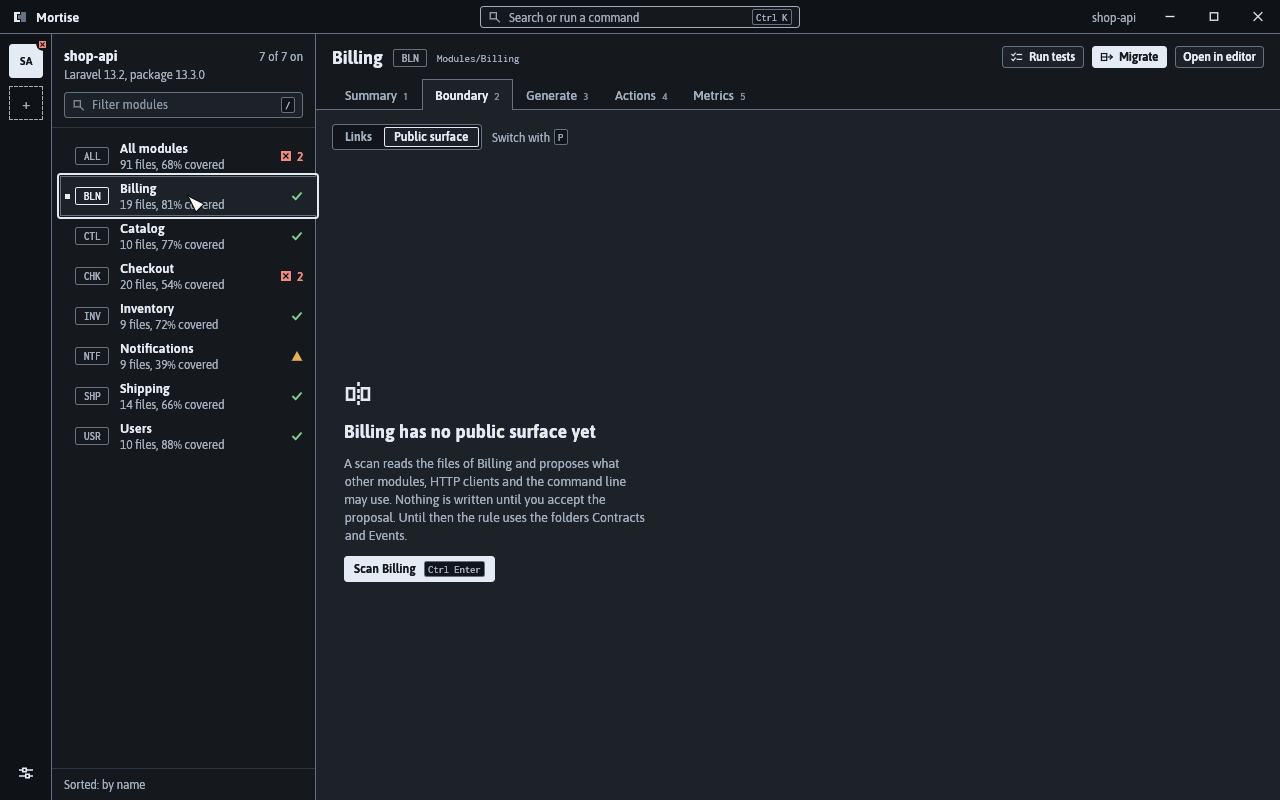 Mortise
Search or run a command
Ctrl K
shop-api
SA
shop-api
7 of 7 on
Laravel 13.2, package 13.3.0
Filter modules
/
+
ALL
All modules
91 files, 68% covered
2
BLN
Billing
19 files, 81% covered
CTL
Catalog
10 files, 77% covered
CHK
Checkout
20 files, 54% covered
2
INV
Inventory
9 files, 72% covered
NTF
Notifications
9 files, 39% covered
SHP
Shipping
14 files, 66% covered
USR
Users
10 files, 88% covered
Sorted: by name
Billing
BLN
Modules/Billing
Run tests
Migrate
Open in editor
Summary 1
Boundary 2
Generate 3
Actions 4
Metrics 5
Links
Public surface
Switch with P
Billing has no public surface yet
A scan reads the files of Billing and proposes what
other modules, HTTP clients and the command line
may use. Nothing is written until you accept the
proposal. Until then the rule uses the folders Contracts
and Events.
Scan Billing
Ctrl Enter